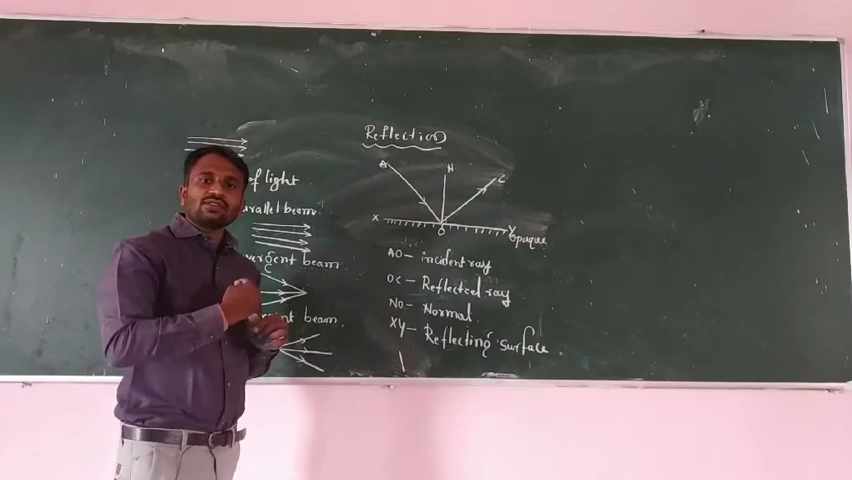 of light
arallel beam
vergent beam
c
ent beam.
Reflection
A
N
C
X
O
Y
opaque
AO - incident ray
OC - Reflected ray
NO - Normal
XY - Reflecting surface.